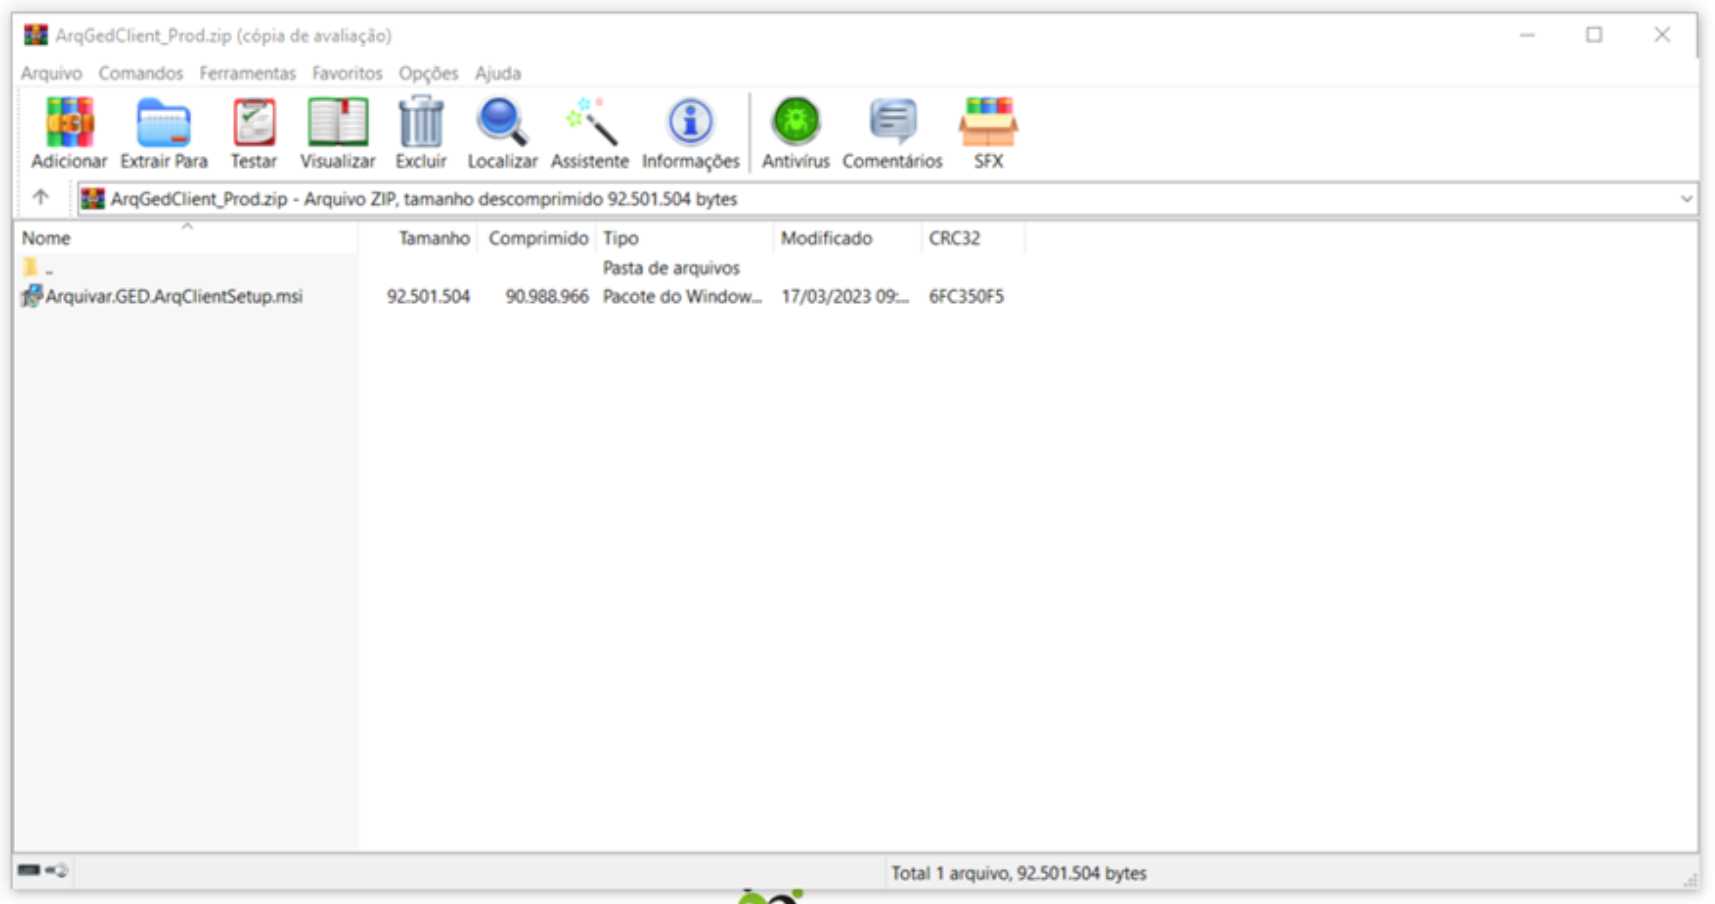 ArqGedClient_Prod.zip (cópia de avaliação)
Arquivo Comandos Ferramentas Favoritos Opções Ajuda
Adicionar Extrair Para Testar Visualizar Excluir Localizar Assistente Informações Antivírus Comentários SFX
ArqGedClient_Prod.zip - Arquivo ZIP, tamanho descomprimido 92.501.504 bytes
Nome Tamanho Comprimido Tipo Modificado CRC32
.. Pasta de arquivos
Arquivar.GED.ArqClientSetup.msi 92.501.504 90.988.966 Pacote do Window... 17/03/2023 09:... 6FC350F5
Total 1 arquivo, 92.501.504 bytes